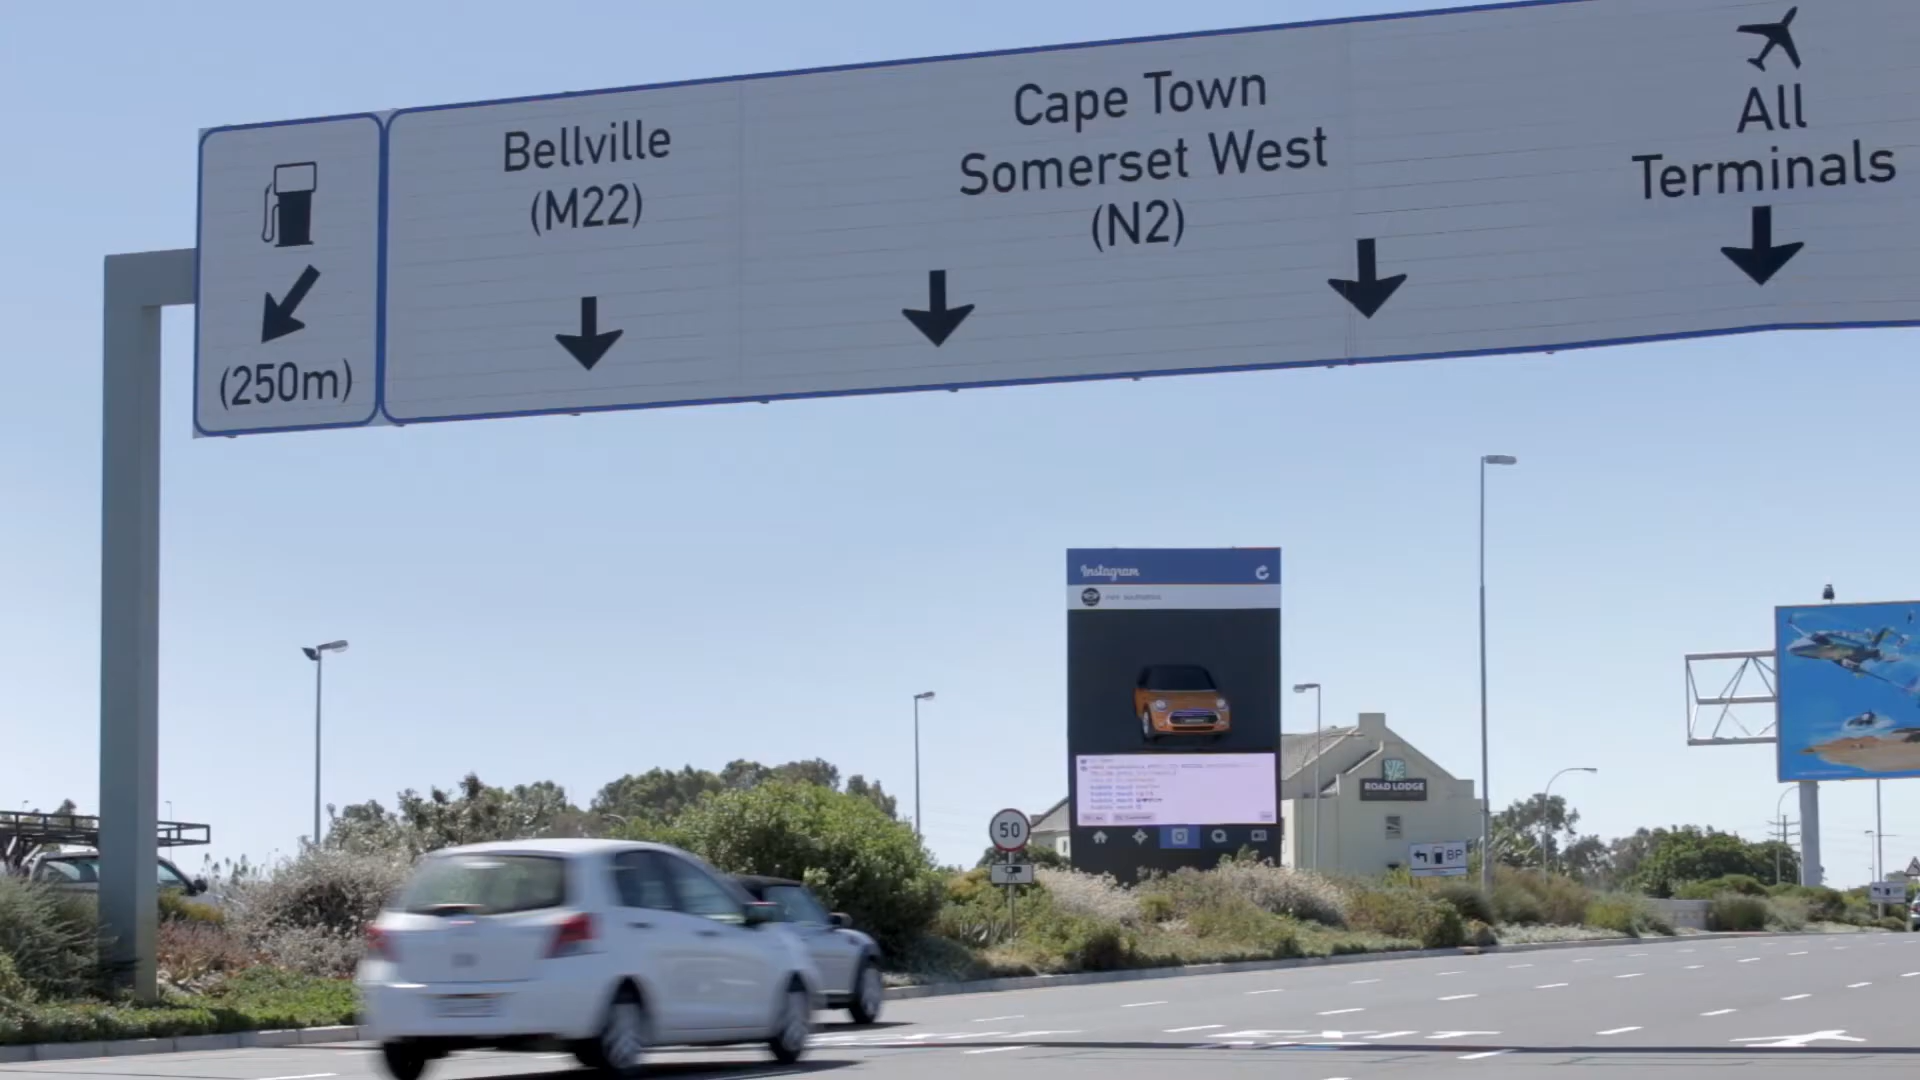 (250m)
Bellville
(M22)
Cape Town
Somerset West
(N2)
All
Terminals
Instagram
50
ROAD LODGE
BP